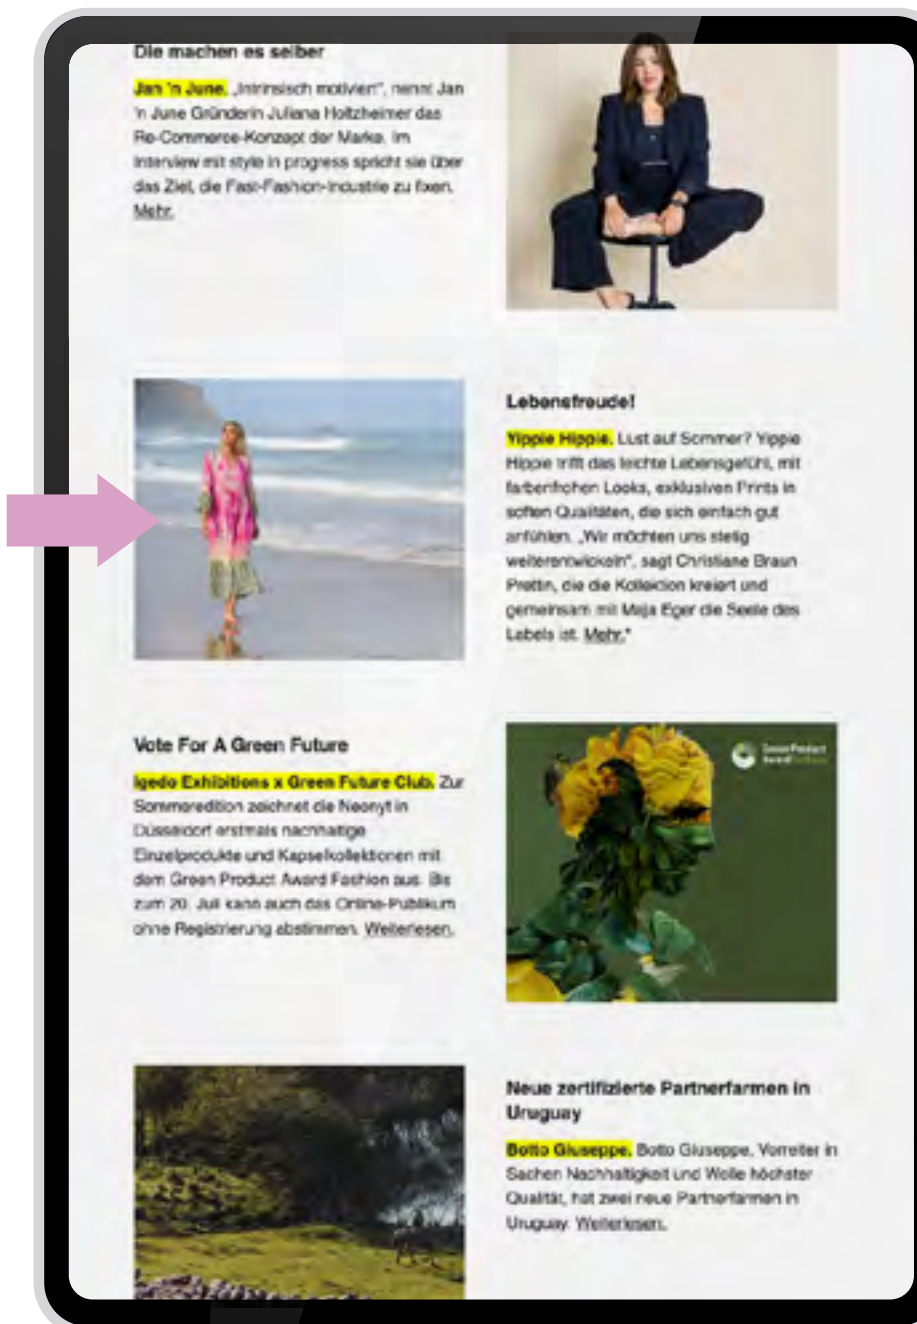 Die machen es selber
Jan 'n June. „Intrinsisch motiviert“, nennt Jan
'n June Gründerin Juliana Holtzheimer das
Re-Commerce-Konzept der Marke. Im
Interview mit style in progress spricht sie über
das Ziel, die Fast-Fashion-Industrie zu fixen.
Mehr.
Lebensfreude!
Yippie Hippie. Lust auf Sommer? Yippie
Hippie trifft das leichte Lebensgefühl, mit
farbenfrohen Looks, exklusiven Prints in
soften Qualitäten, die sich einfach gut
anfühlen. „Wir möchten uns stetig
weiterentwickeln“, sagt Christiane Braun
Prettin, die die Kollektion kreiert und
gemeinsam mit Maja Eger die Seele des
Labels ist. Mehr.*
Vote For A Green Future
Igedo Exhibitions x Green Future Club. Zur
Sommeredition zeichnet die Neonyt in
Düsseldorf erstmals nachhaltige
Einzelprodukte und Kapselkollektionen mit
dem Green Product Award Fashion aus. Bis
zum 20. Juli kann auch das Online-Publikum
ohne Registrierung abstimmen. Weiterlesen.
Green Product
Award
Neue zertifizierte Partnerfarmen in
Uruguay
Botto Giuseppe. Botto Giuseppe, Vorreiter in
Sachen Nachhaltigkeit und Wolle höchster
Qualität, hat zwei neue Partnerfarmen in
Uruguay. Weiterlesen.